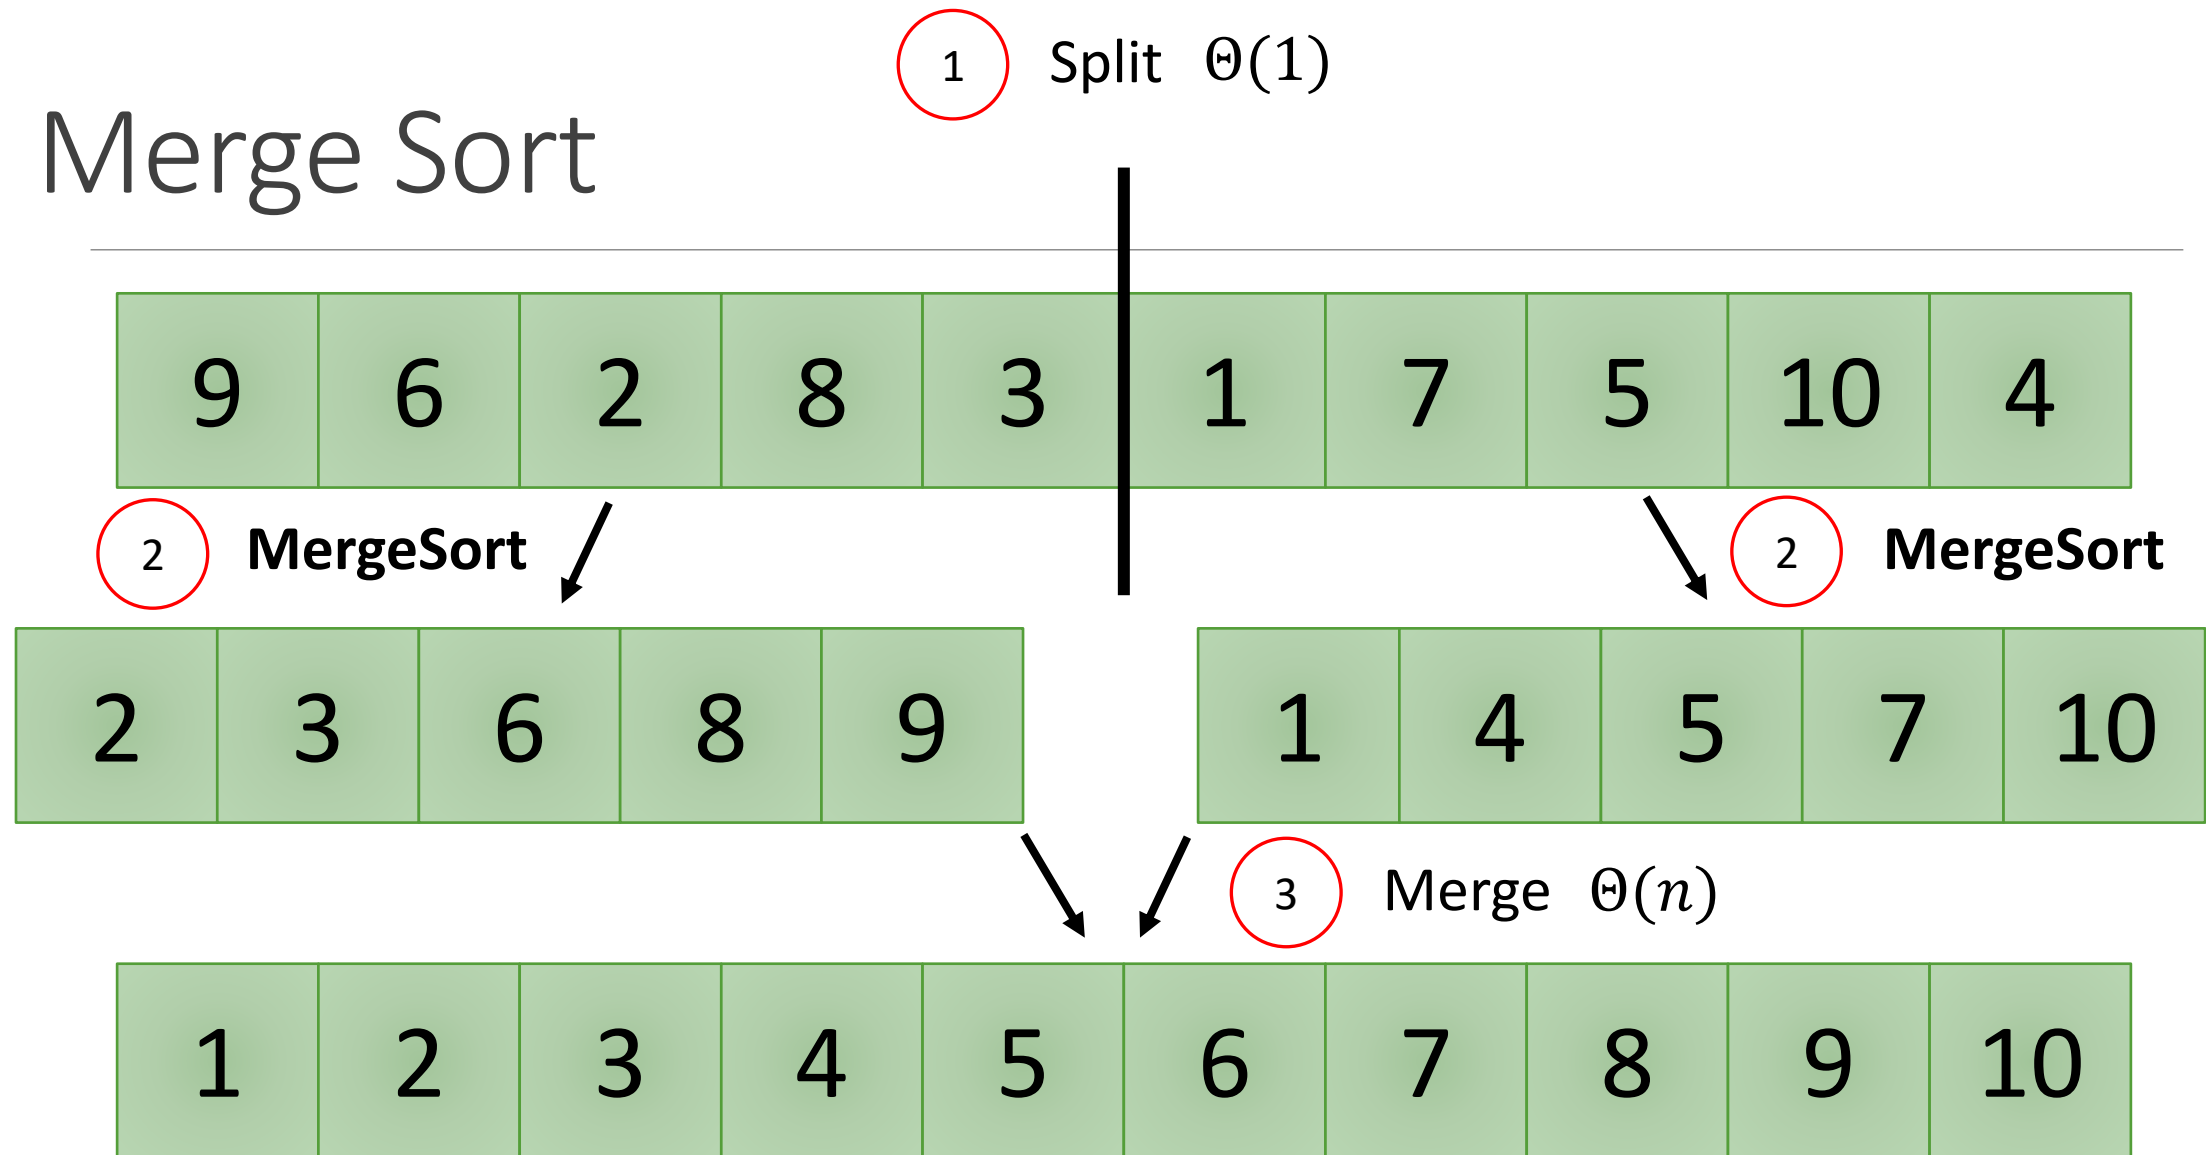 1 Split Θ(1)
Merge Sort
9 6 2 8 3 1 7 5 10 4
2 MergeSort 2 MergeSort
2 3 6 8 9 1 4 5 7 10
3 Merge Θ(n)
1 2 3 4 5 6 7 8 9 10